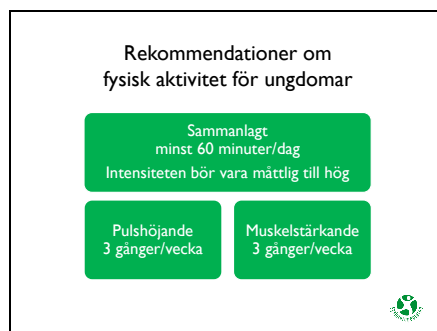 Rekommendationer om
fysisk aktivitet för ungdomar
Sammanlagt
minst 60 minuter/dag
Intensiteten bör vara måttlig till hög
Pulshöjande
3 gånger/vecka
Muskelstärkande
3 gånger/vecka